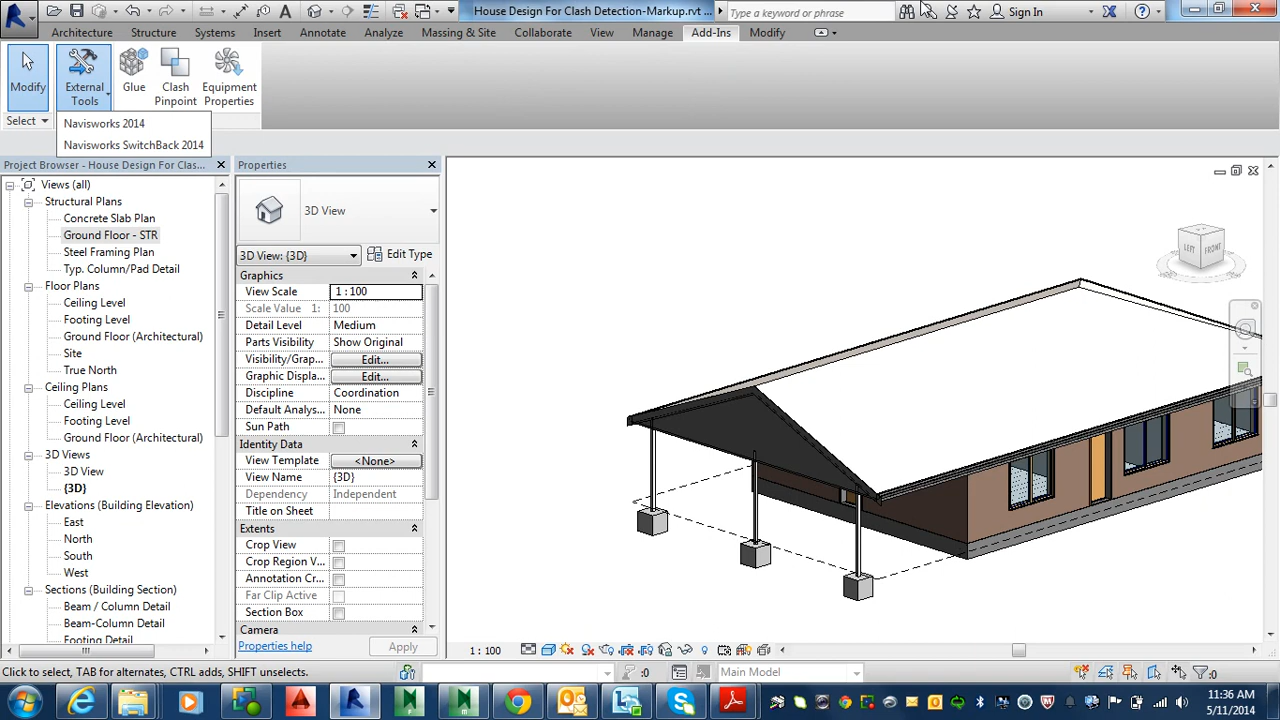 House Design For Clash Detection-Markup.rvt ...
Type a keyword or phrase
Sign In
Architecture Structure Systems Insert Annotate Analyze Massing & Site Collaborate View Manage Add-Ins Modify
Modify
External Tools
Glue
Clash Pinpoint
Equipment Properties
Select
Navisworks 2014
Navisworks SwitchBack 2014
Project Browser - House Design For Clas...
Views (all)
Structural Plans
Concrete Slab Plan
Ground Floor - STR
Steel Framing Plan
Typ. Column/Pad Detail
Floor Plans
Ceiling Level
Footing Level
Ground Floor (Architectural)
Site
True North
Ceiling Plans
Ceiling Level
Footing Level
Ground Floor (Architectural)
3D Views
3D View
{3D}
Elevations (Building Elevation)
East
North
South
West
Sections (Building Section)
Beam / Column Detail
Beam-Column Detail
Footing Detail
Properties
3D View
3D View: {3D} Edit Type
Graphics
View Scale 1 : 100
Scale Value 1: 100
Detail Level Medium
Parts Visibility Show Original
Visibility/Grap... Edit...
Graphic Displa... Edit...
Discipline Coordination
Default Analys... None
Sun Path
Identity Data
View Template <None>
View Name {3D}
Dependency Independent
Title on Sheet
Extents
Crop View
Crop Region V...
Annotation Cr...
Far Clip Active
Section Box
Camera
Properties help Apply
LEFT FRONT
1 : 100
Click to select, TAB for alternates, CTRL adds, SHIFT unselects.
:0
Main Model
:0
11:36 AM
5/11/2014